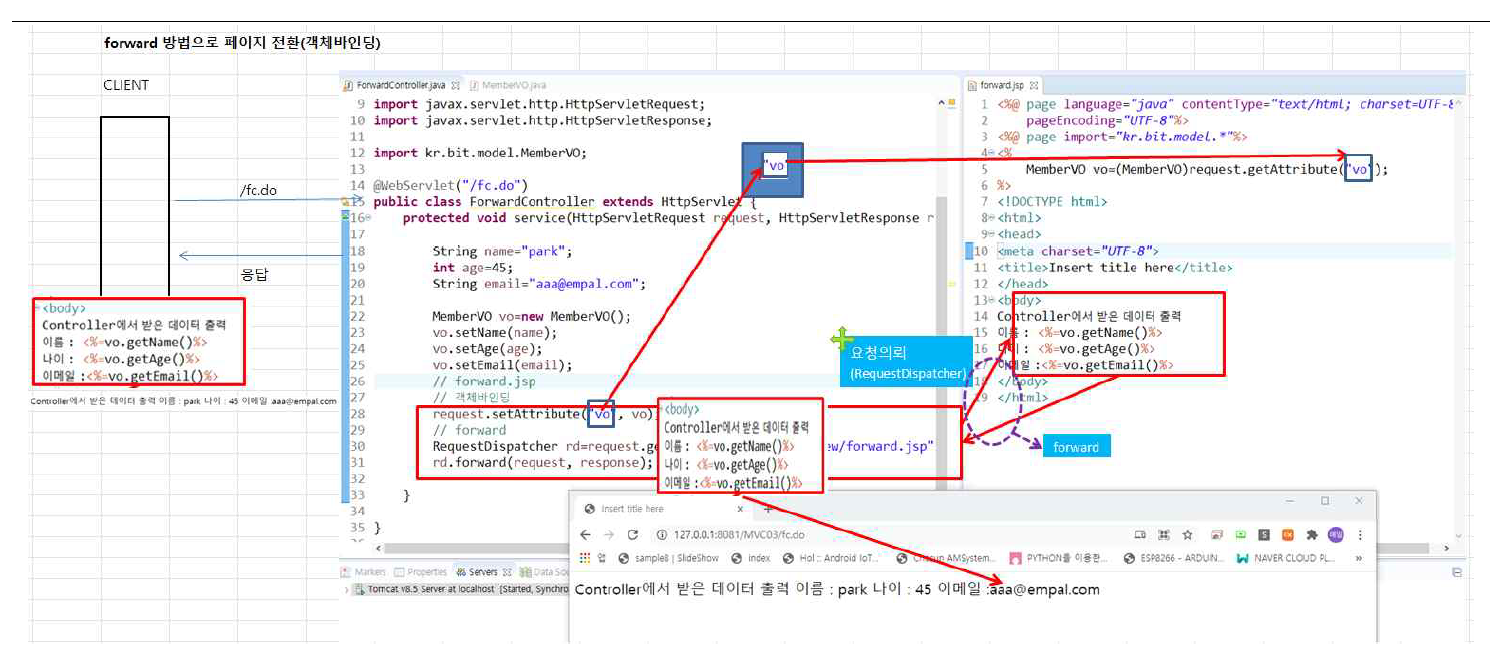 forward 방법으로 페이지 전환(객체바인딩)
CLIENT
/fc.do
응답
<body>
Controller에서 받은 데이터 출력
이름 : <%=vo.getName()%>
나이 : <%=vo.getAge()%>
이메일 :<%=vo.getEmail()%>
Controller에서 받은 데이터 출력 이름 : park 나이 : 45 이메일 :aaa@empal.com
ForwardController.java MemberVO.java
9 import javax.servlet.http.HttpServletRequest;
10 import javax.servlet.http.HttpServletResponse;
11
12 import kr.bit.model.MemberVO;
13
14 @WebServlet("/fc.do")
15 public class ForwardController extends HttpServlet {
16 protected void service(HttpServletRequest request, HttpServletResponse r
17
18 String name="park";
19 int age=45;
20 String email="aaa@empal.com";
21
22 MemberVO vo=new MemberVO();
23 vo.setName(name);
24 vo.setAge(age);
25 vo.setEmail(email);
26 // forward.jsp
27 // 객체바인딩
28 request.setAttribute("vo", vo)
29 // forward
30 RequestDispatcher rd=request.ge ew/forward.jsp"
31 rd.forward(request, response);
32
33 }
34
35 }
"vo"
<body>
Controller에서 받은 데이터 출력
이름 : <%=vo.getName()%>
나이 : <%=vo.getAge()%>
이메일 :<%=vo.getEmail()%>
요청의뢰
(RequestDispatcher)
forward
forward.jsp
1 <%@ page language="java" contentType="text/html; charset=UTF-8
2 pageEncoding="UTF-8"%>
3 <%@ page import="kr.bit.model.*"%>
4 <%
5 MemberVO vo=(MemberVO)request.getAttribute("vo");
6 %>
7 <!DOCTYPE html>
8 <html>
9 <head>
10 <meta charset="UTF-8">
11 <title>Insert title here</title>
12 </head>
13 <body>
14 Controller에서 받은 데이터 출력
15 이름 : <%=vo.getName()%>
16 나이 : <%=vo.getAge()%>
17 이메일 :<%=vo.getEmail()%>
18 </body>
19 </html>
Markers Properties Servers Data Sou
Tomcat v8.5 Server at localhost [Started, Synchro
Insert title here
127.0.0.1:8081/MVC03/fc.do
앱 sample8 | SlideShow index Hol :: Android IoT... AMSystem... PYTHON를 이용한... ESP8266 - ARDUIN... NAVER CLOUD PL...
Controller에서 받은 데이터 출력 이름 : park 나이 : 45 이메일 :aaa@empal.com